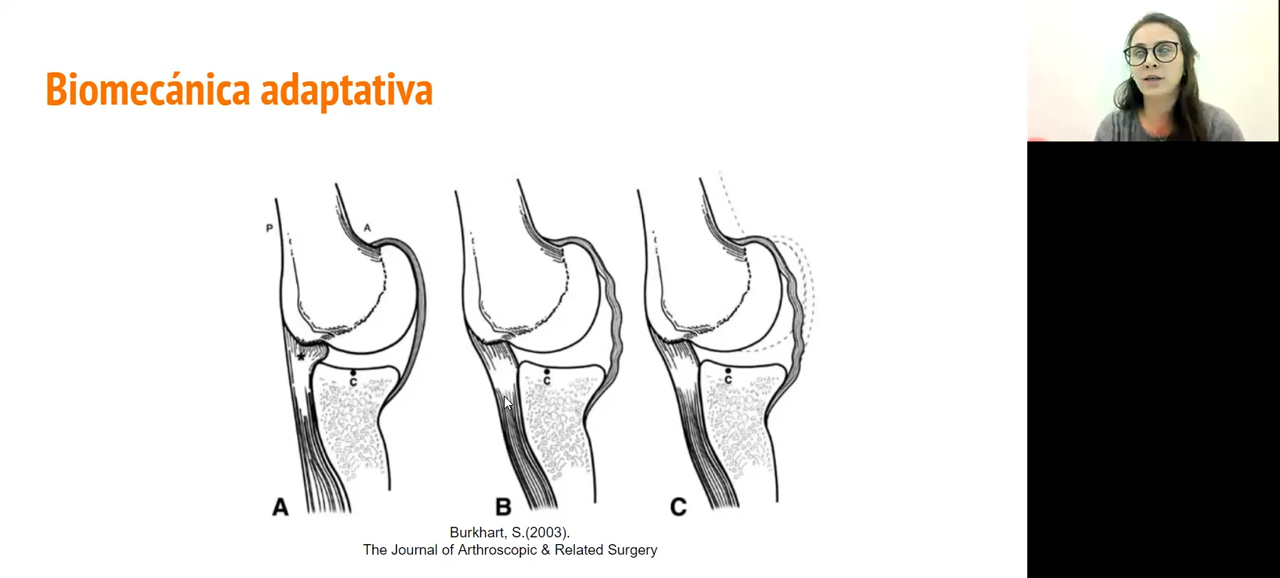 Biomecánica adaptativa
P
A
C
C
C
A
B
C
Burkhart, S.(2003).
The Journal of Arthroscopic & Related Surgery